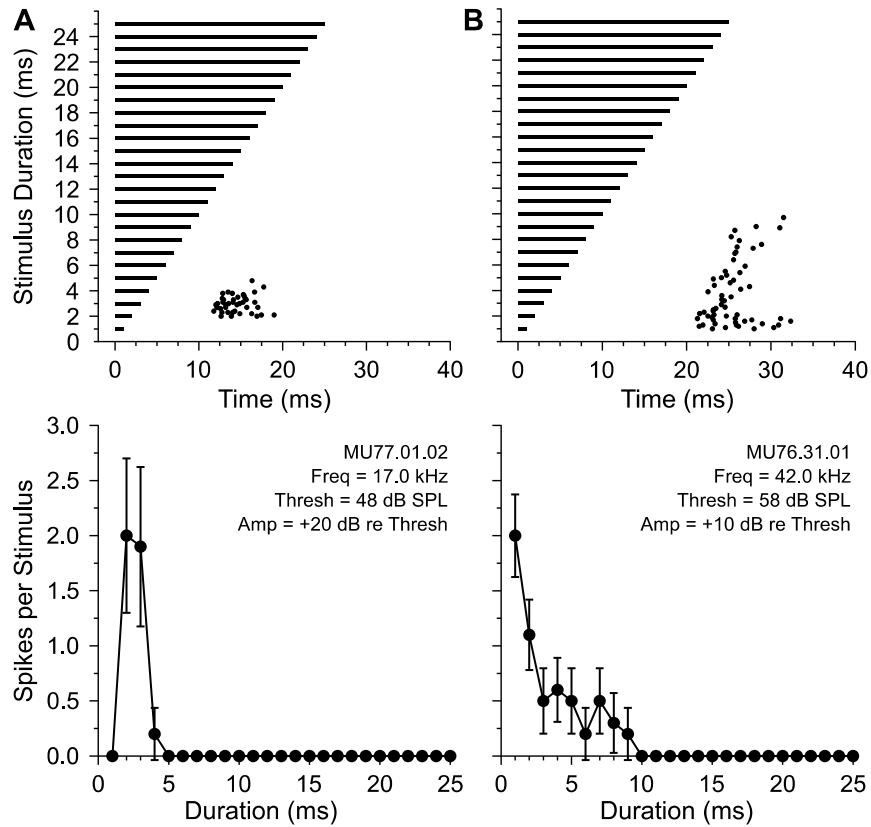 A
Stimulus Duration (ms)
24
22
20
18
16
14
12
10
8
6
4
2
0
0 10 20 30 40
Time (ms)
B
0 10 20 30 40
Time (ms)
Spikes per Stimulus
3.0
2.5
2.0
1.5
1.0
0.5
0.0
MU77.01.02
Freq = 17.0 kHz
Thresh = 48 dB SPL
Amp = +20 dB re Thresh
0 5 10 15 20 25
Duration (ms)
MU76.31.01
Freq = 42.0 kHz
Thresh = 58 dB SPL
Amp = +10 dB re Thresh
0 5 10 15 20 25
Duration (ms)